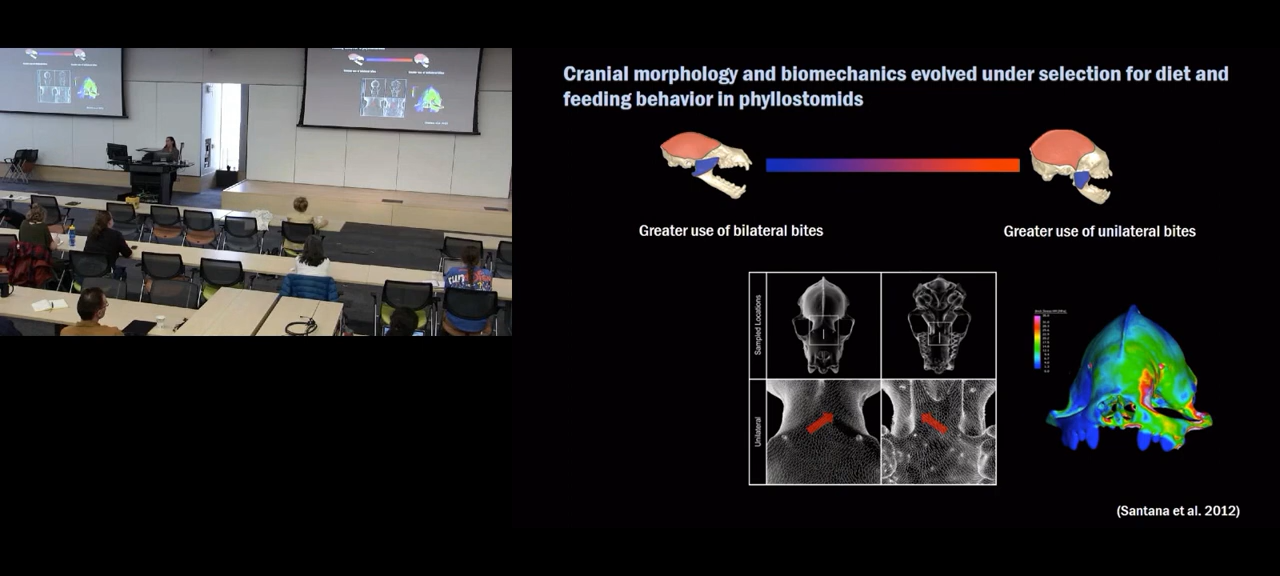 Cranial morphology and biomechanics evolved under selection for diet and
feeding behavior in phyllostomids
Greater use of bilateral bites
Greater use of unilateral bites
Sampled Locations
Unilateral
(Santana et al. 2012)